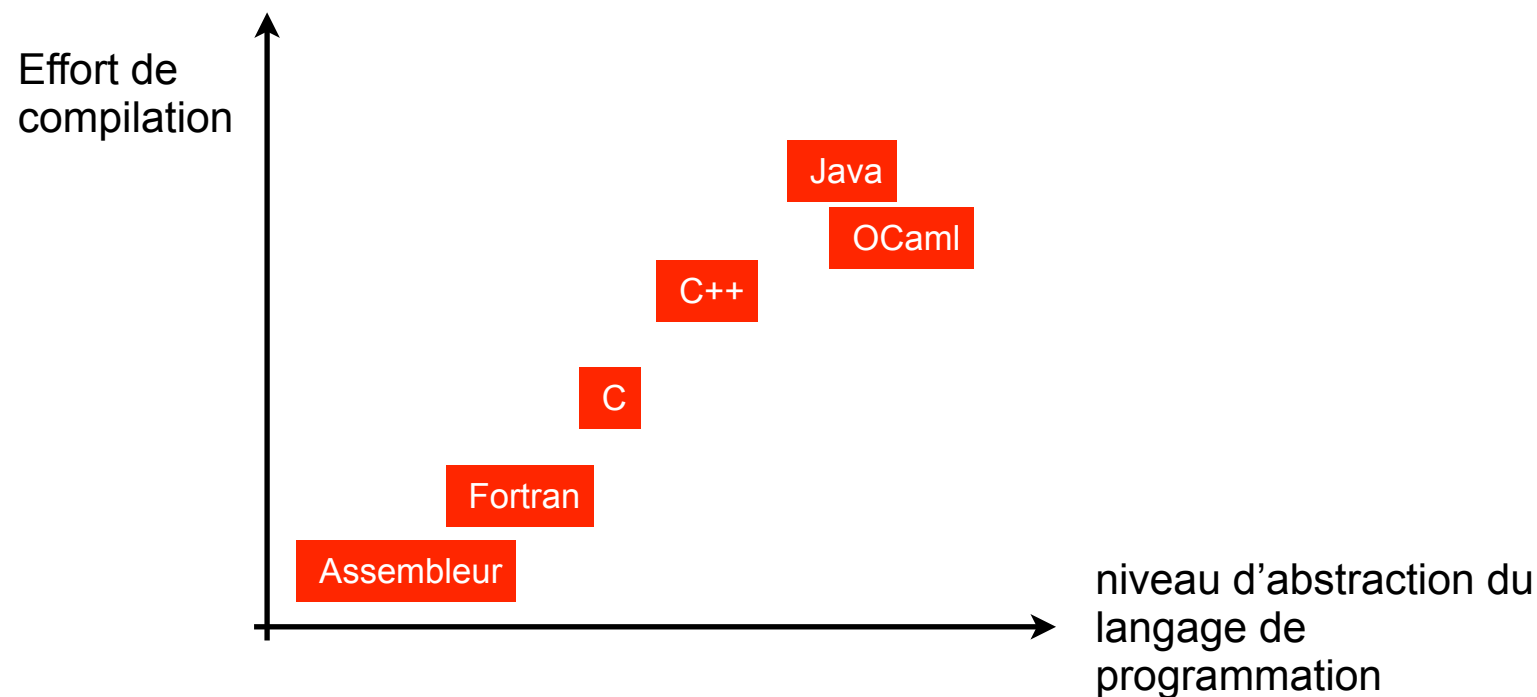 Effort de
compilation
Java
OCaml
C++
C
Fortran
Assembleur
niveau d’abstraction du
langage de
programmation